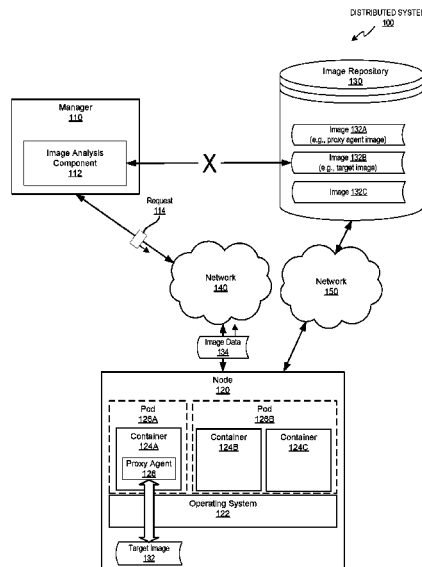 DISTRIBUTED SYSTEM
100
Image Repository
130
Manager
110
Image Analysis
Component
112
X
Image 132A
(e.g., proxy agent image)
Image 132B
(e.g., target image)
Image 132C
Request
114
Network
140
Network
150
Image Data
134
Node
120
Pod
126A
Pod
126B
Container
124A
Container
124B
Container
124C
Proxy Agent
128
Operating System
122
Target Image
132